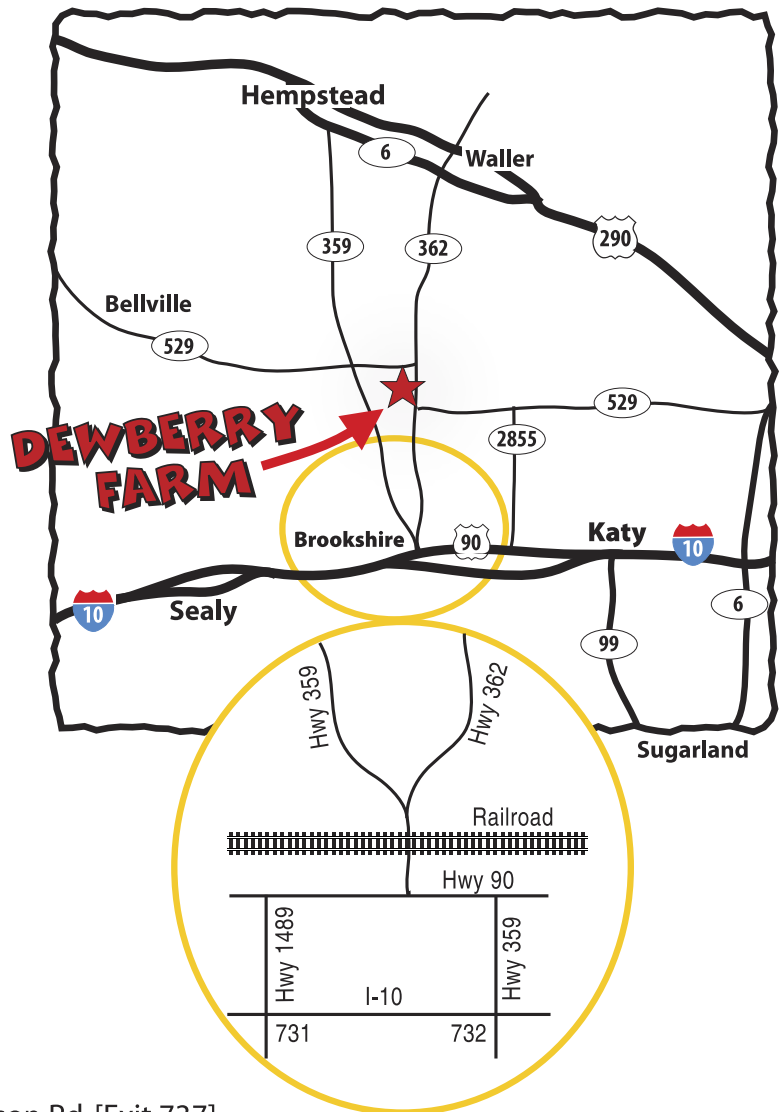 Hempstead
6
Waller
359
362
290
Bellville
529
DEWBERRY
FARM
529
2855
Brookshire
90
Katy
10
10
Sealy
99
6
Sugarland
Hwy 359
Hwy 362
Railroad
Hwy 90
Hwy 1489
Hwy 359
I-10
731
732